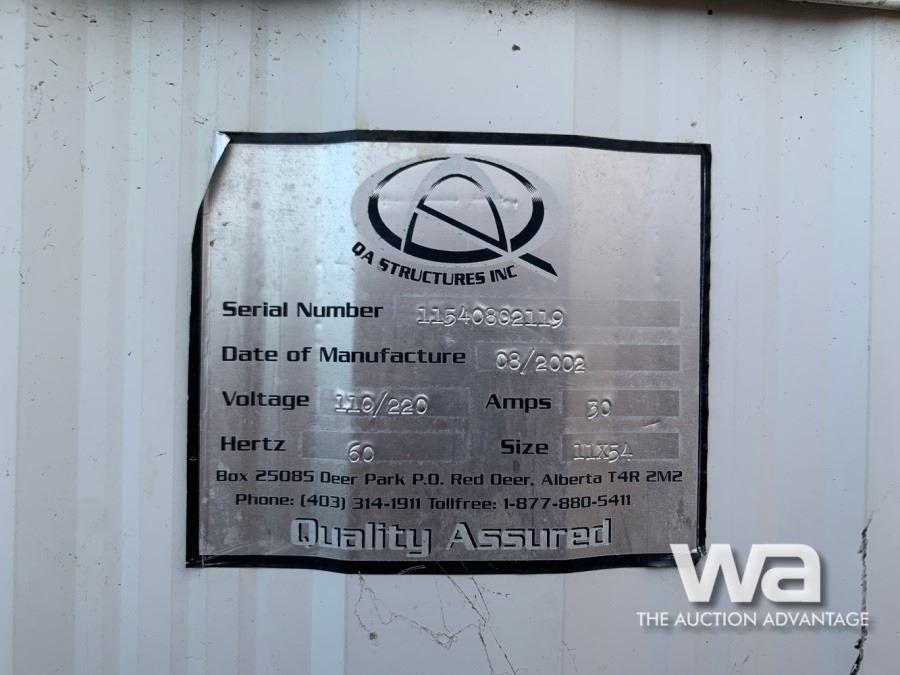 QA STRUCTURES INC
Serial Number 11540802119
Date of Manufacture 08/2002
Voltage 110/220 Amps 30
Hertz 60 Size 11X54
Box 25085 Deer Park P.O. Red Deer, Alberta T4R 2M2
Phone: (403) 314-1911 Tollfree: 1-877-880-5411
Quality Assured
wa
THE AUCTION ADVANTAGE